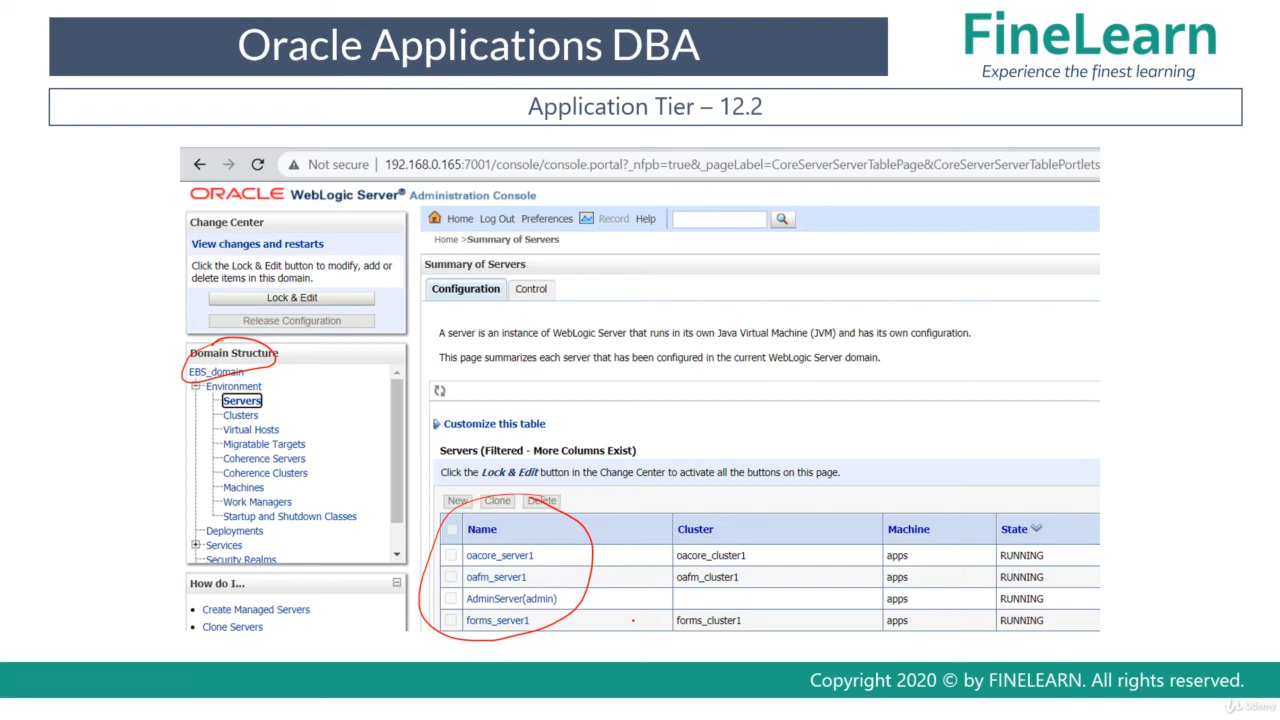 Oracle Applications DBA
FineLearn
Experience the finest learning
Application Tier – 12.2
Not secure | 192.168.0.165:7001/console/console.portal?_nfpb=true&_pageLabel=CoreServerServerTablePage&CoreServerServerTablePortlets
ORACLE WebLogic Server® Administration Console
Change Center
View changes and restarts
Click the Lock & Edit button to modify, add or
delete items in this domain.
Lock & Edit
Release Configuration
Domain Structure
EBS_domain
Environment
Servers
Clusters
Virtual Hosts
Migratable Targets
Coherence Servers
Coherence Clusters
Machines
Work Managers
Startup and Shutdown Classes
Deployments
Services
Security Realms
How do I...
Create Managed Servers
Clone Servers
Home Log Out Preferences Record Help
Home >Summary of Servers
Summary of Servers
Configuration Control
A server is an instance of WebLogic Server that runs in its own Java Virtual Machine (JVM) and has its own configuration.
This page summarizes each server that has been configured in the current WebLogic Server domain.
Customize this table
Servers (Filtered - More Columns Exist)
Click the Lock & Edit button in the Change Center to activate all the buttons on this page.
New Clone Delete
Name Cluster Machine State
oacore_server1 oacore_cluster1 apps RUNNING
oafm_server1 oafm_cluster1 apps RUNNING
AdminServer(admin) apps RUNNING
forms_server1 forms_cluster1 apps RUNNING
Copyright 2020 © by FINELEARN. All rights reserved.
Udemy